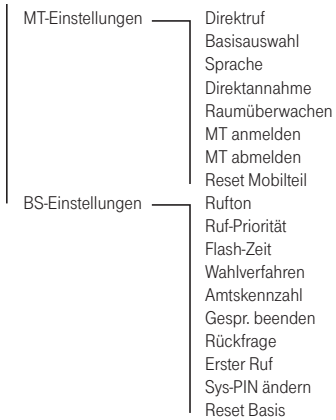 MT-Einstellungen Direktruf
Basisauswahl
Sprache
Direktannahme
Raumüberwachen
MT anmelden
MT abmelden
Reset Mobilteil
BS-Einstellungen Rufton
Ruf-Priorität
Flash-Zeit
Wahlverfahren
Amtskennzahl
Gespr. beenden
Rückfrage
Erster Ruf
Sys-PIN ändern
Reset Basis